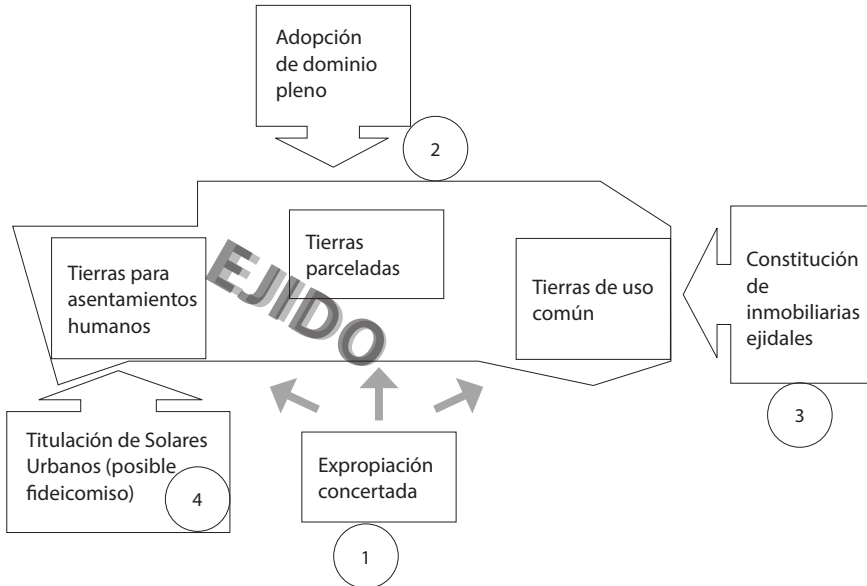 Adopción
de dominio
pleno
2
Tierras para
asentamientos
humanos
EJIDO
Tierras
parceladas
Tierras de uso
común
Constitución
de
inmobiliarias
ejidales
3
Titulación de Solares
Urbanos (posible
fideicomiso)
4
Expropiación
concertada
1